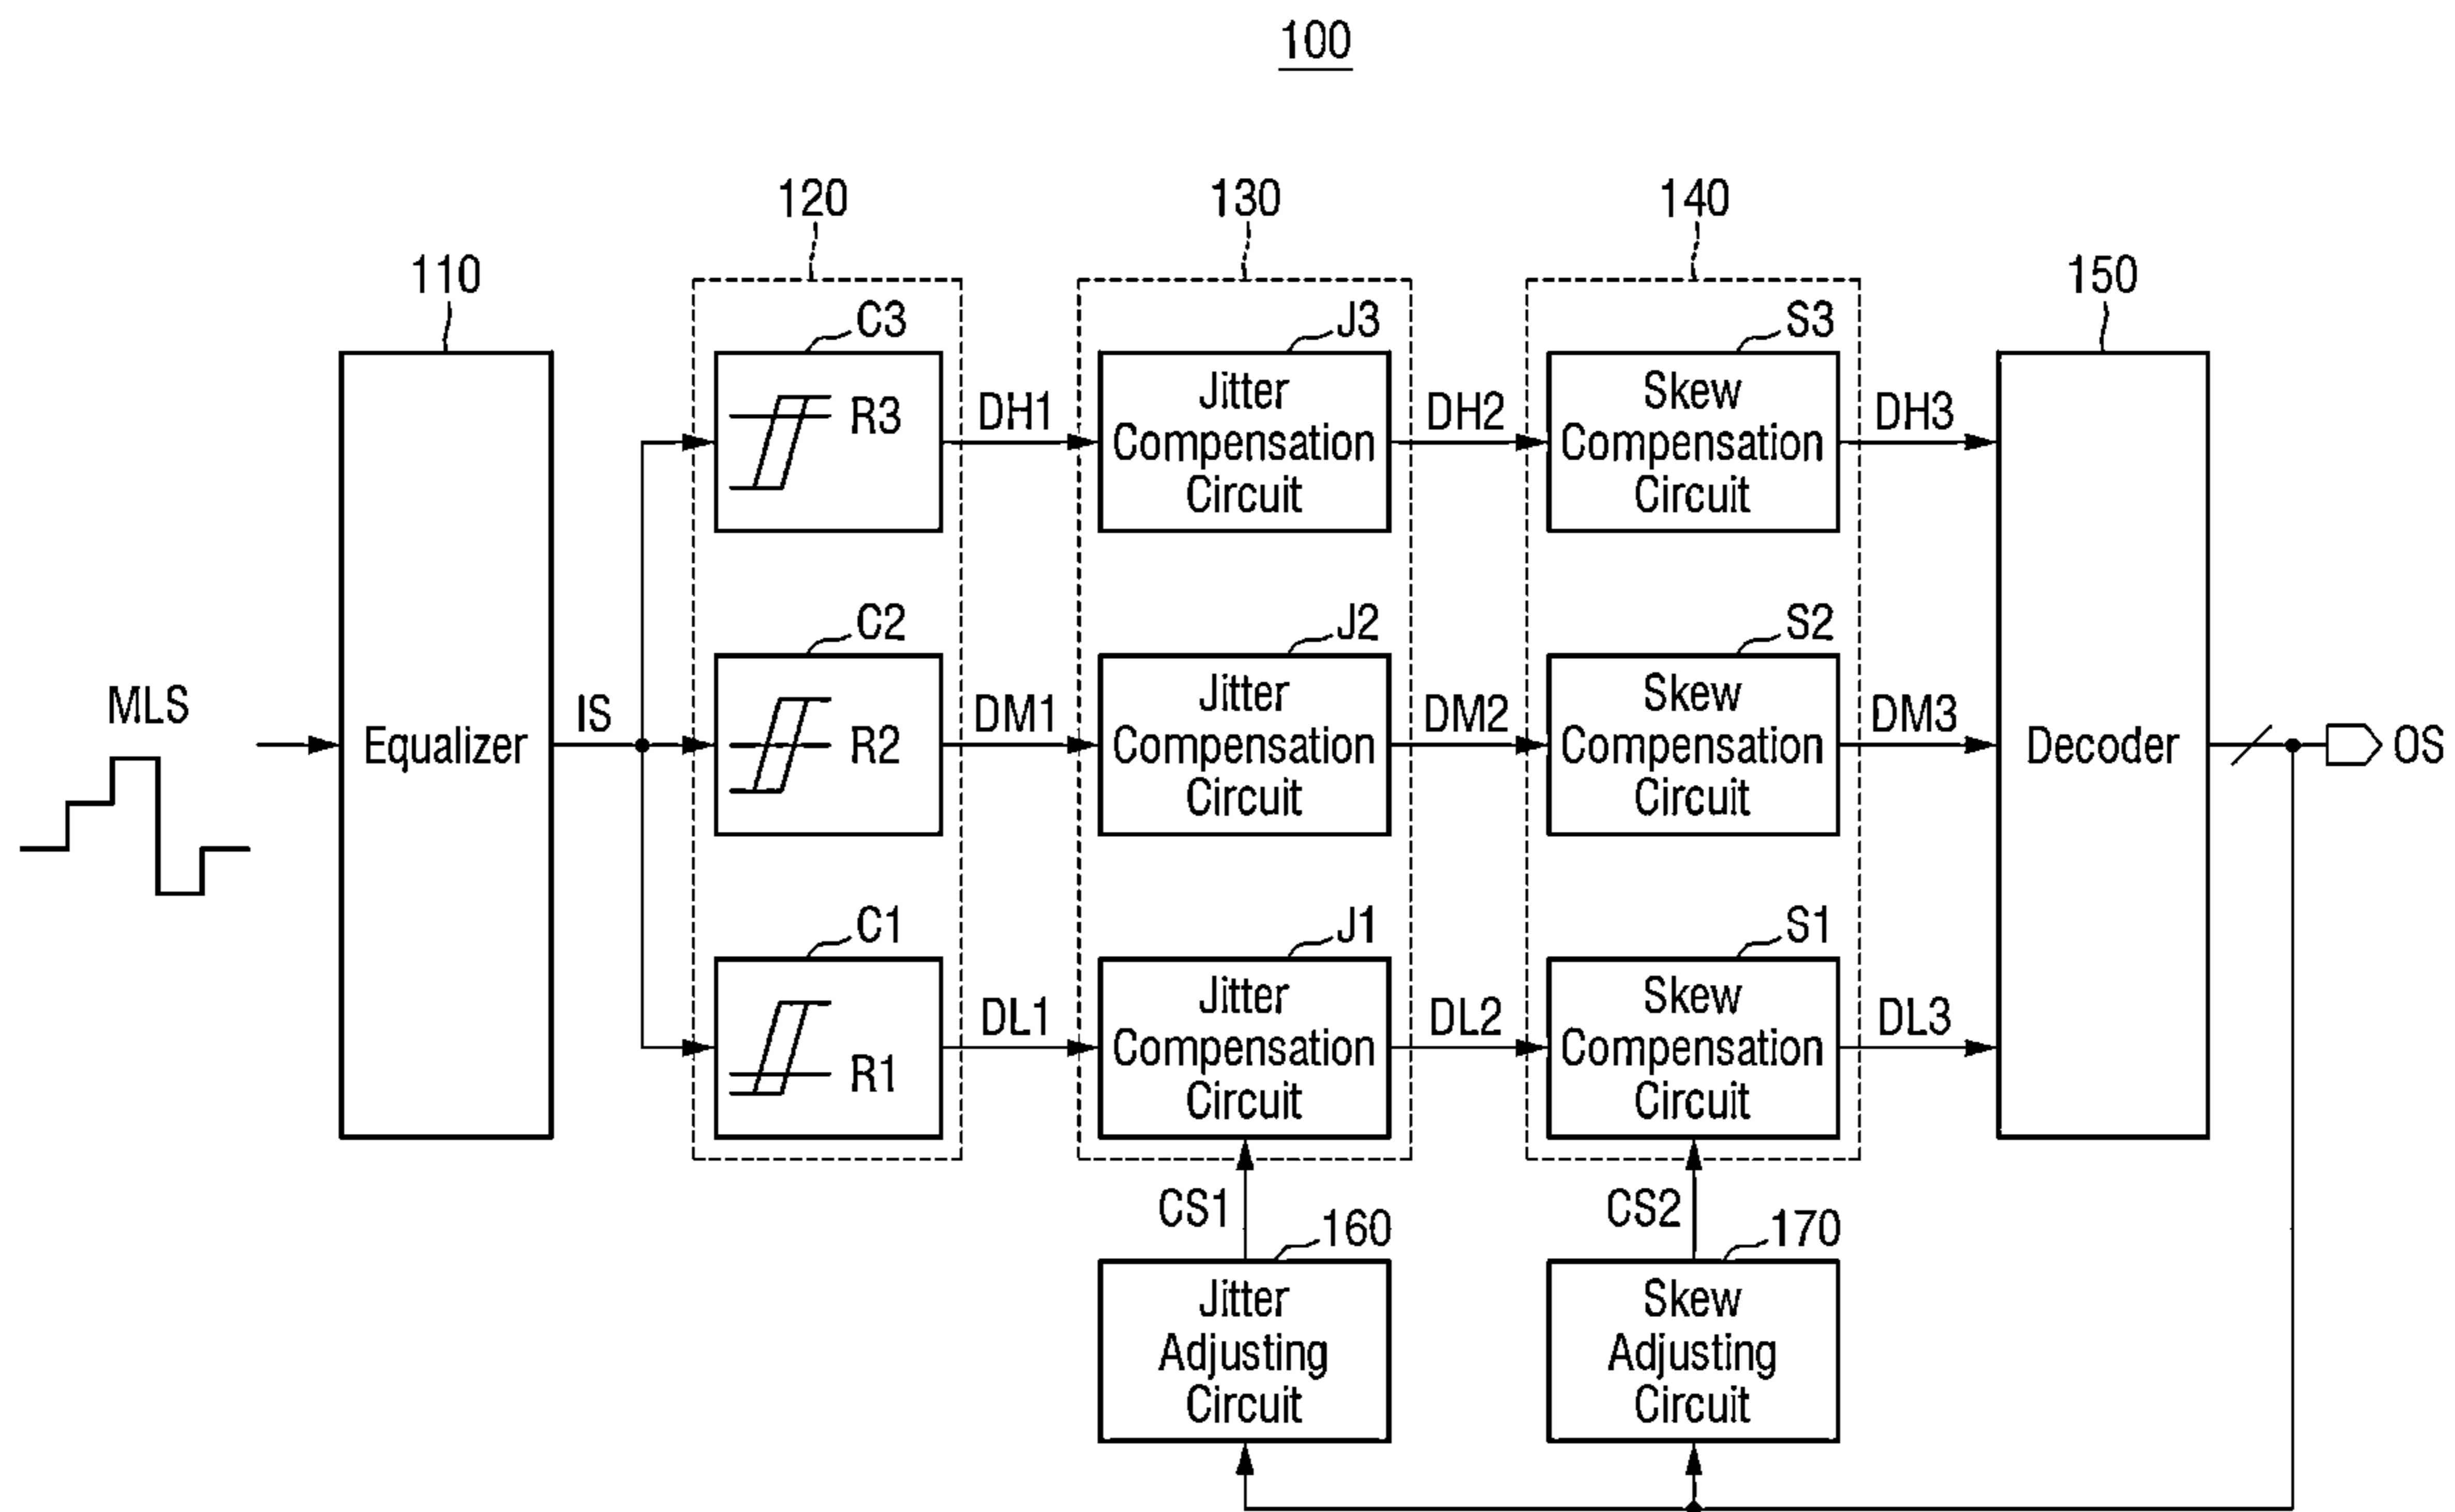 100
120
130
140
110
150
C3
J3
S3
R3
DH1
Jitter
Compensation
Circuit
DH2
Skew
Compensation
Circuit
DH3
C2
J2
S2
MLS
Equalizer
IS
R2
DM1
Jitter
Compensation
Circuit
DM2
Skew
Compensation
Circuit
DM3
Decoder
OS
C1
J1
S1
R1
DL1
Jitter
Compensation
Circuit
DL2
Skew
Compensation
Circuit
DL3
CS1
CS2
160
170
Jitter
Adjusting
Circuit
Skew
Adjusting
Circuit